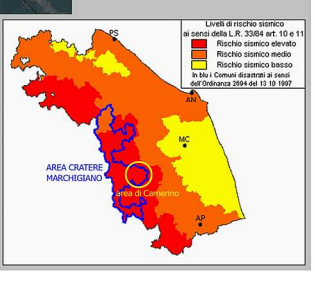 Livelli di rischio sismico
ai sensi della L.R. 33/84 art. 10 e 11
Rischio sismico elevato
Rischio sismico medio
Rischio sismico basso
In blu i Comuni disastrati ai sensi
dell'Ordinanza 2694 del 13 10 1997
PS
AN
MC
AREA CRATERE
MARCHIGIANO
area di Camerino
AP